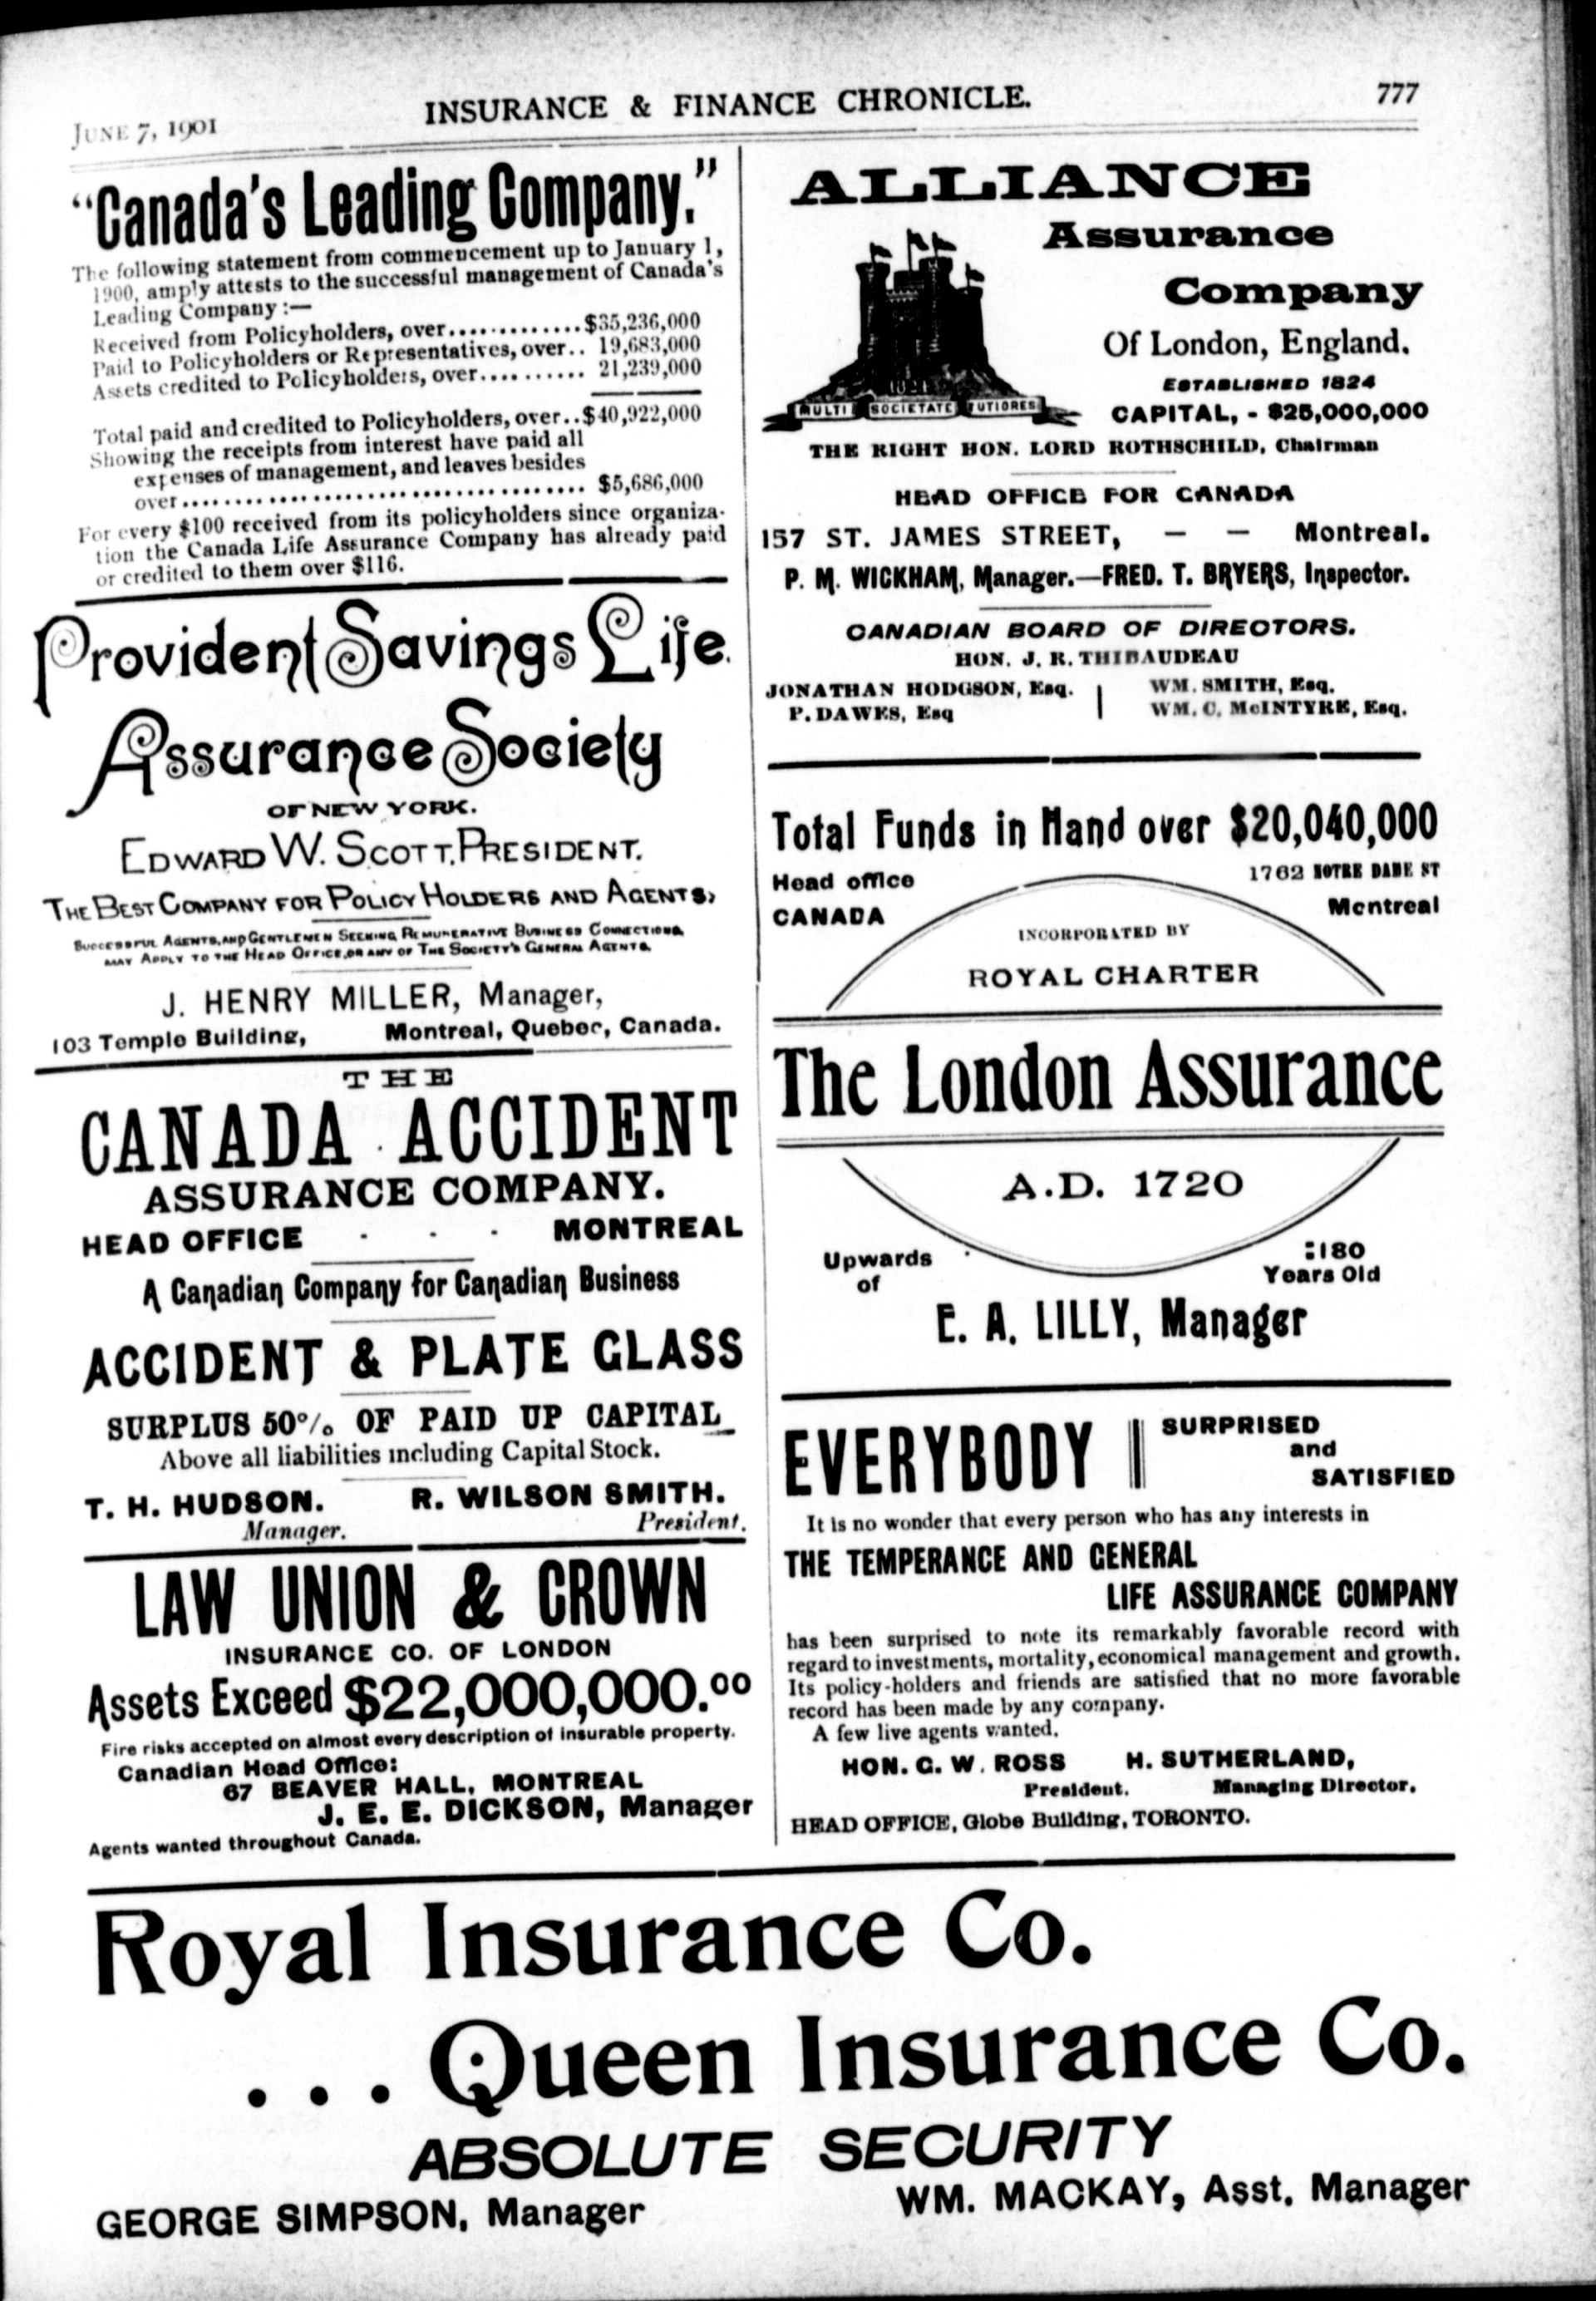 JUNE 7, 1901
INSURANCE & FINANCE CHRONICLE.
777
"Canada's Leading Company."
The following statement from commencement up to January 1,
1900, amply attests to the successful management of Canada's
Leading Company :—
Received from Policyholders, over..............$35,236,000
Paid to Policyholders or Representatives, over.. 19,683,000
Assets credited to Policyholders, over........... 21,239,000
Total paid and credited to Policyholders, over..$40,922,000
Showing the receipts from interest have paid all
expenses of management, and leaves besides
over....................................... $5,686,000
For every $100 received from its policyholders since organiza-
tion the Canada Life Assurance Company has already paid
or credited to them over $116.
Provident Savings Life
Assurance Society
OF NEW YORK.
EDWARD W. SCOTT, PRESIDENT.
THE BEST COMPANY FOR POLICY HOLDERS AND AGENTS,
SUCCESSFUL AGENTS, AND GENTLEMEN SEEKING REMUNERATIVE BUSINESS CONNECTIONS,
MAY APPLY TO THE HEAD OFFICE, OR ANY OF THE SOCIETY'S GENERAL AGENTS.
J. HENRY MILLER, Manager,
103 Temple Building, Montreal, Quebec, Canada.
THE
CANADA ACCIDENT
ASSURANCE COMPANY.
HEAD OFFICE - - - MONTREAL
A Canadian Company for Canadian Business
ACCIDENT & PLATE GLASS
SURPLUS 50% OF PAID UP CAPITAL
Above all liabilities including Capital Stock.
T. H. HUDSON. R. WILSON SMITH.
Manager. President.
LAW UNION & CROWN
INSURANCE CO. OF LONDON
Assets Exceed $22,000,000.00
Fire risks accepted on almost every description of insurable property.
Canadian Head Office:
67 BEAVER HALL, MONTREAL
J. E. E. DICKSON, Manager
Agents wanted throughout Canada.
ALLIANCE
Assurance
Company
Of London, England.
ESTABLISHED 1824
CAPITAL, - $25,000,000
1824
MULTI SOCIETATE TUTIORES
THE RIGHT HON. LORD ROTHSCHILD, Chairman
HEAD OFFICE FOR CANADA
157 ST. JAMES STREET, — — Montreal.
P. M. WICKHAM, Manager.—FRED. T. BRYERS, Inspector.
CANADIAN BOARD OF DIRECTORS.
HON. J. R. THIBAUDEAU
JONATHAN HODGSON, Esq. | WM. SMITH, Esq.
P. DAWES, Esq | WM. C. McINTYRE, Esq.
Total Funds in Hand over $20,040,000
Head office 1762 NOTRE DAME ST
CANADA Montreal
INCORPORATED BY
ROYAL CHARTER
The London Assurance
A.D. 1720
Upwards :180
of Years Old
E. A. LILLY, Manager
EVERYBODY || SURPRISED
and
SATISFIED
It is no wonder that every person who has any interests in
THE TEMPERANCE AND GENERAL
LIFE ASSURANCE COMPANY
has been surprised to note its remarkably favorable record with
regard to investments, mortality, economical management and growth.
Its policy-holders and friends are satisfied that no more favorable
record has been made by any company.
A few live agents wanted.
HON. G. W. ROSS H. SUTHERLAND,
President. Managing Director.
HEAD OFFICE, Globe Building, TORONTO.
Royal Insurance Co.
. . . Queen Insurance Co.
ABSOLUTE SECURITY
GEORGE SIMPSON, Manager WM. MACKAY, Asst. Manager